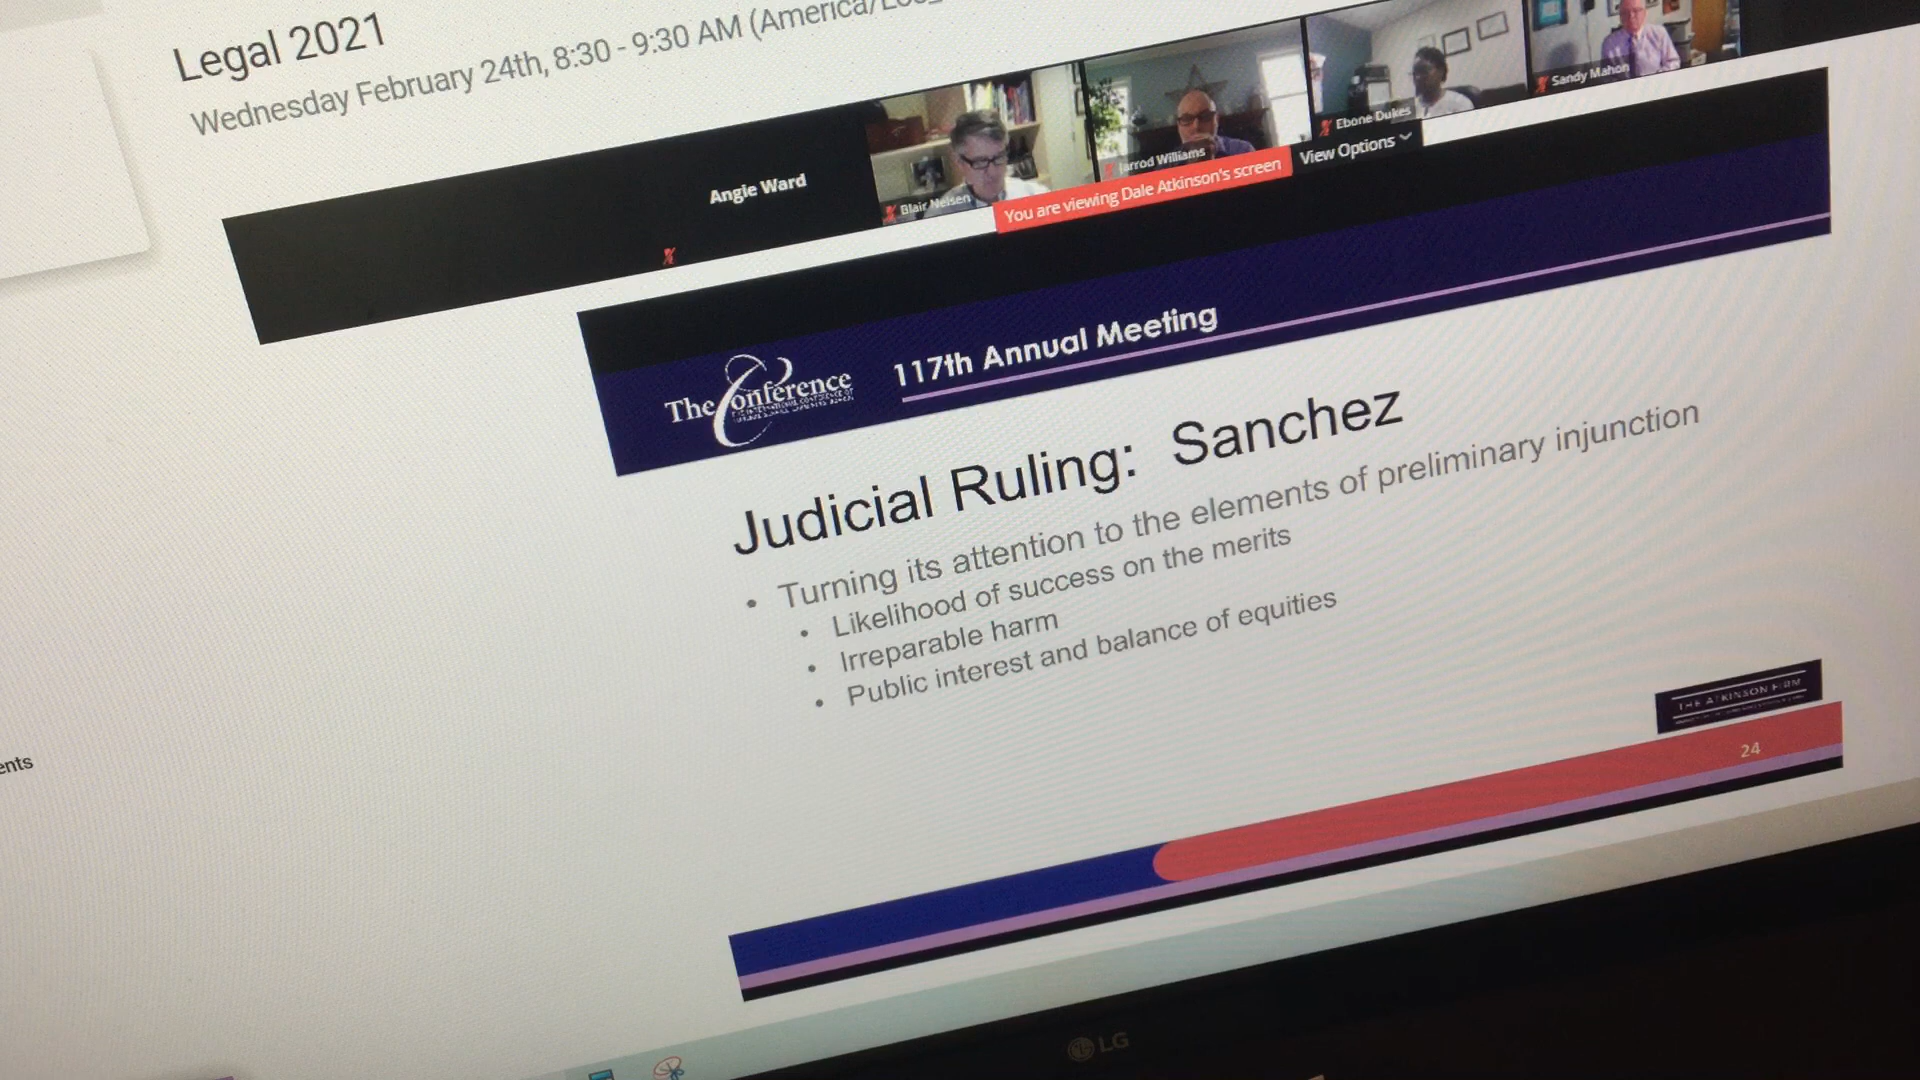 Legal 2021
Wednesday February 24th, 8:30 - 9:30 AM (America/
Angie Ward
Blair Nelsen
Jarrod Williams
Ebone Dukes
Sandy Mahon
You are viewing Dale Atkinson's screen
View Options
The Conference
117th Annual Meeting
Judicial Ruling: Sanchez
• Turning its attention to the elements of preliminary injunction
• Likelihood of success on the merits
• Irreparable harm
• Public interest and balance of equities
THE ATKINSON FIRM
24
ents
LG